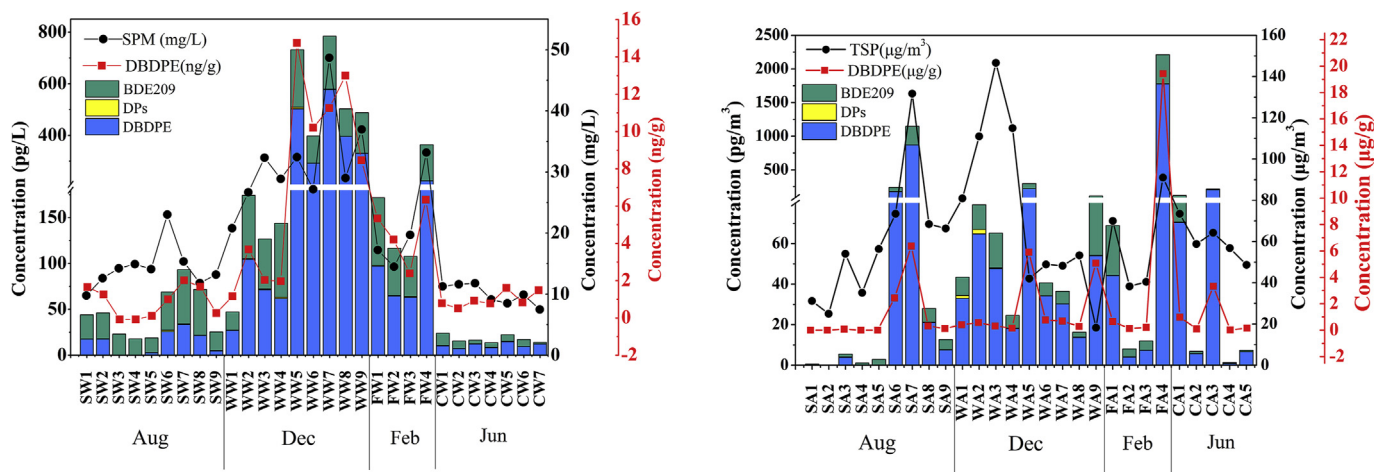 SPM (mg/L)
DBDPE(ng/g)
BDE209
DPs
DBDPE
Concentration (pg/L)
800
600
400
150
100
50
0
Concentration (mg/L)
50
40
30
20
10
0
Concentration (ng/g)
16
14
12
10
8
6
4
2
0
-2
SW1 SW2 SW3 SW4 SW5 SW6 SW7 SW8 SW9 WW1 WW2 WW3 WW4 WW5 WW6 WW7 WW8 WW9 FW1 FW2 FW3 FW4 CW1 CW2 CW3 CW4 CW5 CW6 CW7
Aug Dec Feb Jun
TSP(μg/m³)
DBDPE(μg/g)
BDE209
DPs
DBDPE
Concentration (pg/m³)
2500
2000
1500
1000
500
60
40
20
0
Concentration (μg/m³)
160
140
120
100
80
60
40
20
0
Concentration (μg/g)
22
20
18
16
14
12
10
8
6
4
2
0
-2
SA1 SA2 SA3 SA4 SA5 SA6 SA7 SA8 SA9 WA1 WA2 WA3 WA4 WA5 WA6 WA7 WA8 WA9 FA1 FA2 FA3 FA4 CA1 CA2 CA3 CA4 CA5
Aug Dec Feb Jun